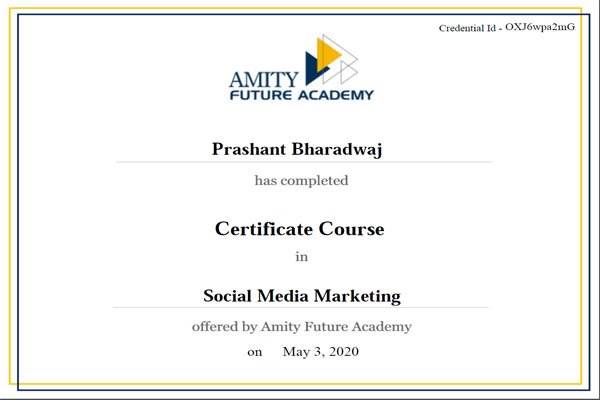 Credential Id - OXJ6wpa2mG
AMITY
FUTURE ACADEMY
Prashant Bharadwaj
has completed
Certificate Course
in
Social Media Marketing
offered by Amity Future Academy
on May 3, 2020